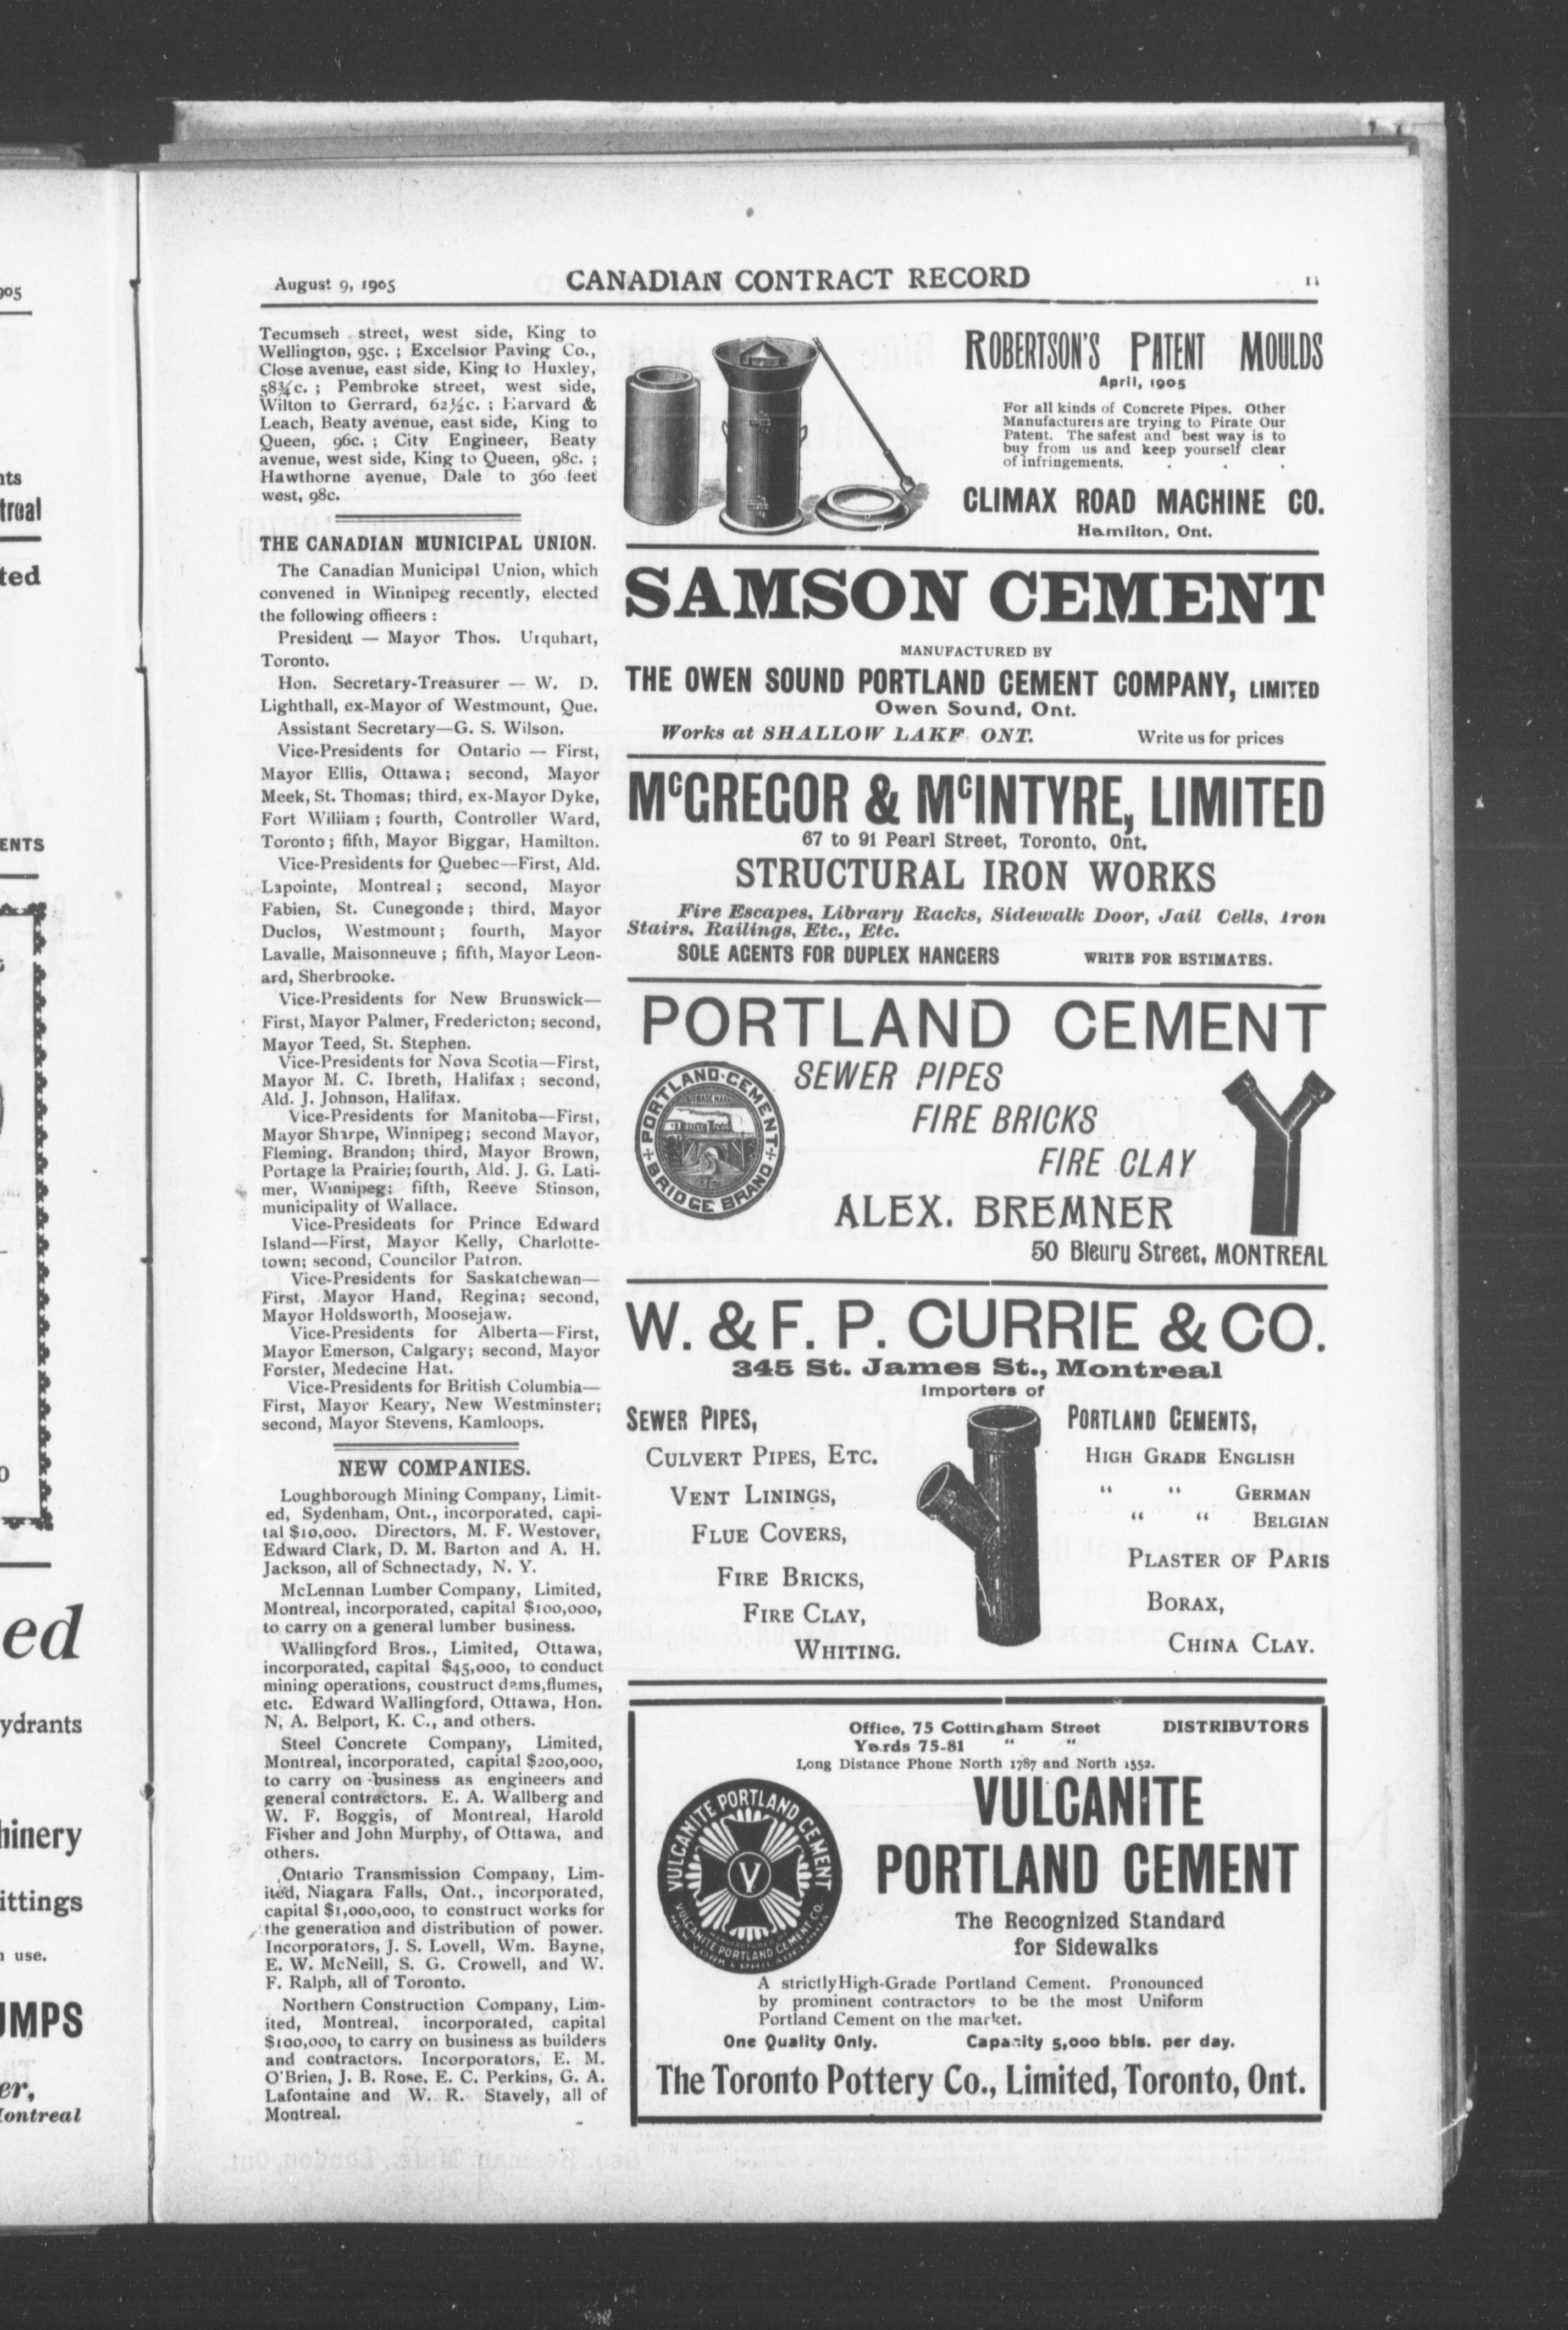 August 9, 1905
CANADIAN CONTRACT RECORD
11
Tecumseh street, west side, King to
Wellington, 95c. ; Excelsior Paving Co.,
Close avenue, east side, King to Huxley,
58¾c. ; Pembroke street, west side,
Wilton to Gerrard, 62½c. ; Harvard &
Leach, Beaty avenue, east side, King to
Queen, 96c. ; City Engineer, Beaty
avenue, west side, King to Queen, 98c. ;
Hawthorne avenue, Dale to 360 feet
west, 98c.
THE CANADIAN MUNICIPAL UNION.
The Canadian Municipal Union, which
convened in Winnipeg recently, elected
the following officers :
President — Mayor Thos. Urquhart,
Toronto.
Hon. Secretary-Treasurer — W. D.
Lighthall, ex-Mayor of Westmount, Que.
Assistant Secretary—G. S. Wilson.
Vice-Presidents for Ontario — First,
Mayor Ellis, Ottawa; second, Mayor
Meek, St. Thomas; third, ex-Mayor Dyke,
Fort Wiliiam ; fourth, Controller Ward,
Toronto; fifth, Mayor Biggar, Hamilton.
Vice-Presidents for Quebec—First, Ald.
Lapointe, Montreal; second, Mayor
Fabien, St. Cunegonde; third, Mayor
Duclos, Westmount; fourth, Mayor
Lavalle, Maisonneuve ; fifth, Mayor Leon-
ard, Sherbrooke.
Vice-Presidents for New Brunswick—
First, Mayor Palmer, Fredericton; second,
Mayor Teed, St. Stephen.
Vice-Presidents for Nova Scotia—First,
Mayor M. C. Ibreth, Halifax; second,
Ald. J. Johnson, Halifax.
Vice-Presidents for Manitoba—First,
Mayor Sharpe, Winnipeg; second Mayor,
Fleming, Brandon; third, Mayor Brown,
Portage la Prairie; fourth, Ald. J. G. Lati-
mer, Winnipeg; fifth, Reeve Stinson,
municipality of Wallace.
Vice-Presidents for Prince Edward
Island—First, Mayor Kelly, Charlotte-
town; second, Councilor Patron.
Vice-Presidents for Saskatchewan—
First, Mayor Hand, Regina; second,
Mayor Holdsworth, Moosejaw.
Vice-Presidents for Alberta—First,
Mayor Emerson, Calgary; second, Mayor
Forster, Medecine Hat.
Vice-Presidents for British Columbia—
First, Mayor Keary, New Westminster;
second, Mayor Stevens, Kamloops.
NEW COMPANIES.
Loughborough Mining Company, Limit-
ed, Sydenham, Ont., incorporated, capi-
tal $10,000. Directors, M. F. Westover,
Edward Clark, D. M. Barton and A. H.
Jackson, all of Schnectady, N. Y.
McLennan Lumber Company, Limited,
Montreal, incorporated, capital $100,000,
to carry on a general lumber business.
Wallingford Bros., Limited, Ottawa,
incorporated, capital $45,000, to conduct
mining operations, coustruct dams,flumes,
etc. Edward Wallingford, Ottawa, Hon.
N. A. Belport, K. C., and others.
Steel Concrete Company, Limited,
Montreal, incorporated, capital $200,000,
to carry on business as engineers and
general contractors. E. A. Wallberg and
W. F. Boggis, of Montreal, Harold
Fisher and John Murphy, of Ottawa, and
others.
Ontario Transmission Company, Lim-
ited, Niagara Falls, Ont., incorporated,
capital $1,000,000, to construct works for
the generation and distribution of power.
Incorporators, J. S. Lovell, Wm. Bayne,
E. W. McNeill, S. G. Crowell, and W.
F. Ralph, all of Toronto.
Northern Construction Company, Lim-
ited, Montreal, incorporated, capital
$100,000, to carry on business as builders
and contractors. Incorporators, E. M.
O'Brien, J. B. Rose, E. C. Perkins, G. A.
Lafontaine and W. R. Stavely, all of
Montreal.
ROBERTSON'S PATENT MOULDS
April, 1905
For all kinds of Concrete Pipes. Other
Manufacturers are trying to Pirate Our
Patent. The safest and best way is to
buy from us and keep yourself clear
of infringements.
CLIMAX ROAD MACHINE CO.
Hamilton, Ont.
SAMSON CEMENT
MANUFACTURED BY
THE OWEN SOUND PORTLAND CEMENT COMPANY, LIMITED
Owen Sound, Ont.
Works at SHALLOW LAKE ONT. Write us for prices
McGREGOR & McINTYRE, LIMITED
67 to 91 Pearl Street, Toronto, Ont.
STRUCTURAL IRON WORKS
Fire Escapes, Library Racks, Sidewalk Door, Jail Cells, Iron
Stairs, Railings, Etc., Etc.
SOLE AGENTS FOR DUPLEX HANGERS WRITE FOR ESTIMATES.
PORTLAND CEMENT
PORTLAND-CEMENT
TRADE MARK
BRIDGE BRAND
SEWER PIPES
FIRE BRICKS
FIRE CLAY
ALEX. BREMNER
50 Bleury Street, MONTREAL
W. & F. P. CURRIE & CO.
345 St. James St., Montreal
Importers of
SEWER PIPES,
CULVERT PIPES, ETC.
VENT LININGS,
FLUE COVERS,
FIRE BRICKS,
FIRE CLAY,
WHITING.
PORTLAND CEMENTS,
HIGH GRADE ENGLISH
" " GERMAN
" " BELGIAN
PLASTER OF PARIS
BORAX,
CHINA CLAY.
Office, 75 Cottingham Street DISTRIBUTORS
Yards 75-81 " "
Long Distance Phone North 1787 and North 1552.
VULCANITE PORTLAND CEMENT
V
MANUFACTURED BY
VULCANITE PORTLAND CEMENT CO.
NEW YORK & PHILADELPHIA
VULCANITE
PORTLAND CEMENT
The Recognized Standard
for Sidewalks
A strictly High-Grade Portland Cement. Pronounced
by prominent contractors to be the most Uniform
Portland Cement on the market.
One Quality Only. Capacity 5,000 bbls. per day.
The Toronto Pottery Co., Limited, Toronto, Ont.